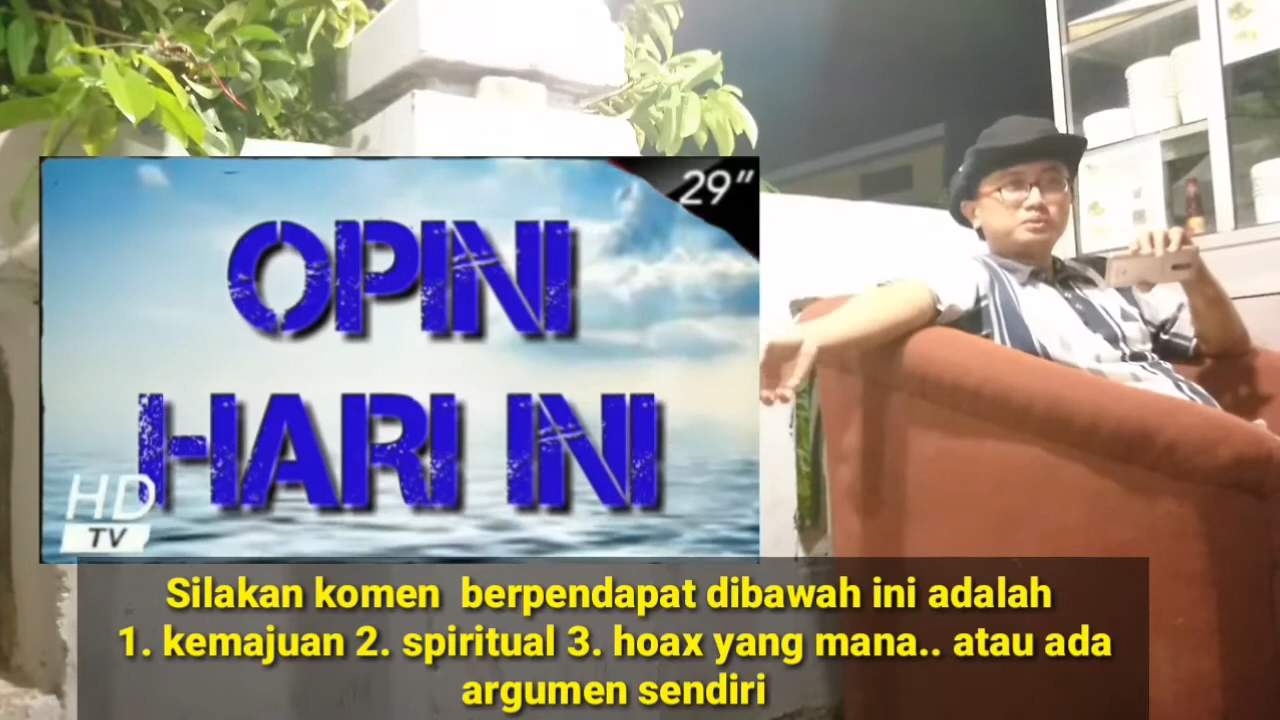 29”
OPINI
HARI INI
HD
TV
Silakan komen berpendapat dibawah ini adalah
1. kemajuan 2. spiritual 3. hoax yang mana.. atau ada
argumen sendiri